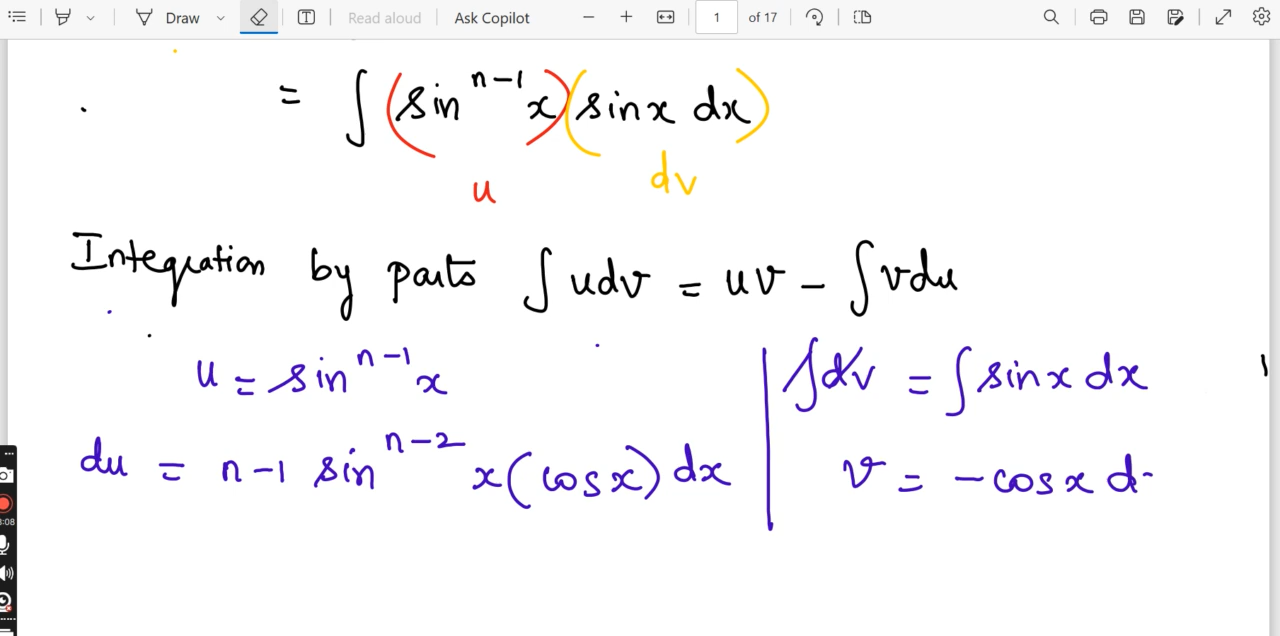 Draw Read aloud Ask Copilot 1 of 17
= ∫ (sin^{n-1} x)(sin x dx)
u dv
Integration by parts ∫ u dv = uv - ∫ v du
u = sin^{n-1} x ∫ dv = ∫ sin x dx
du = n-1 sin^{n-2} x (cos x) dx v = -cos x d
:08